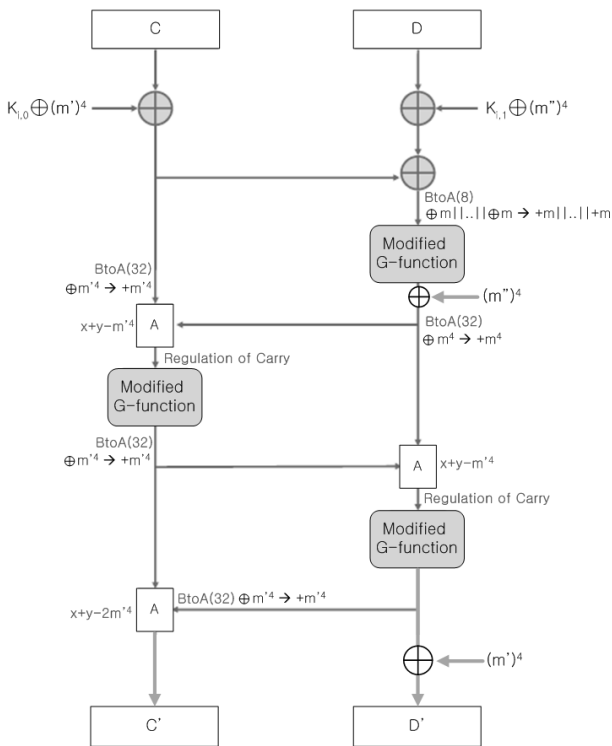 C
D
K_{i,0}⊕(m')⁴
K_{i,1}⊕(m")⁴
BtoA(8)
⊕m||..||⊕m → +m||..||+m
Modified
G-function
(m")⁴
BtoA(32)
⊕m'⁴ → +m'⁴
BtoA(32)
⊕m⁴ → +m⁴
x+y-m'⁴
A
Regulation of Carry
Modified
G-function
BtoA(32)
⊕m'⁴ → +m'⁴
A
x+y-m'⁴
Regulation of Carry
Modified
G-function
x+y-2m'⁴
A
BtoA(32) ⊕m'⁴ → +m'⁴
(m')⁴
C'
D'